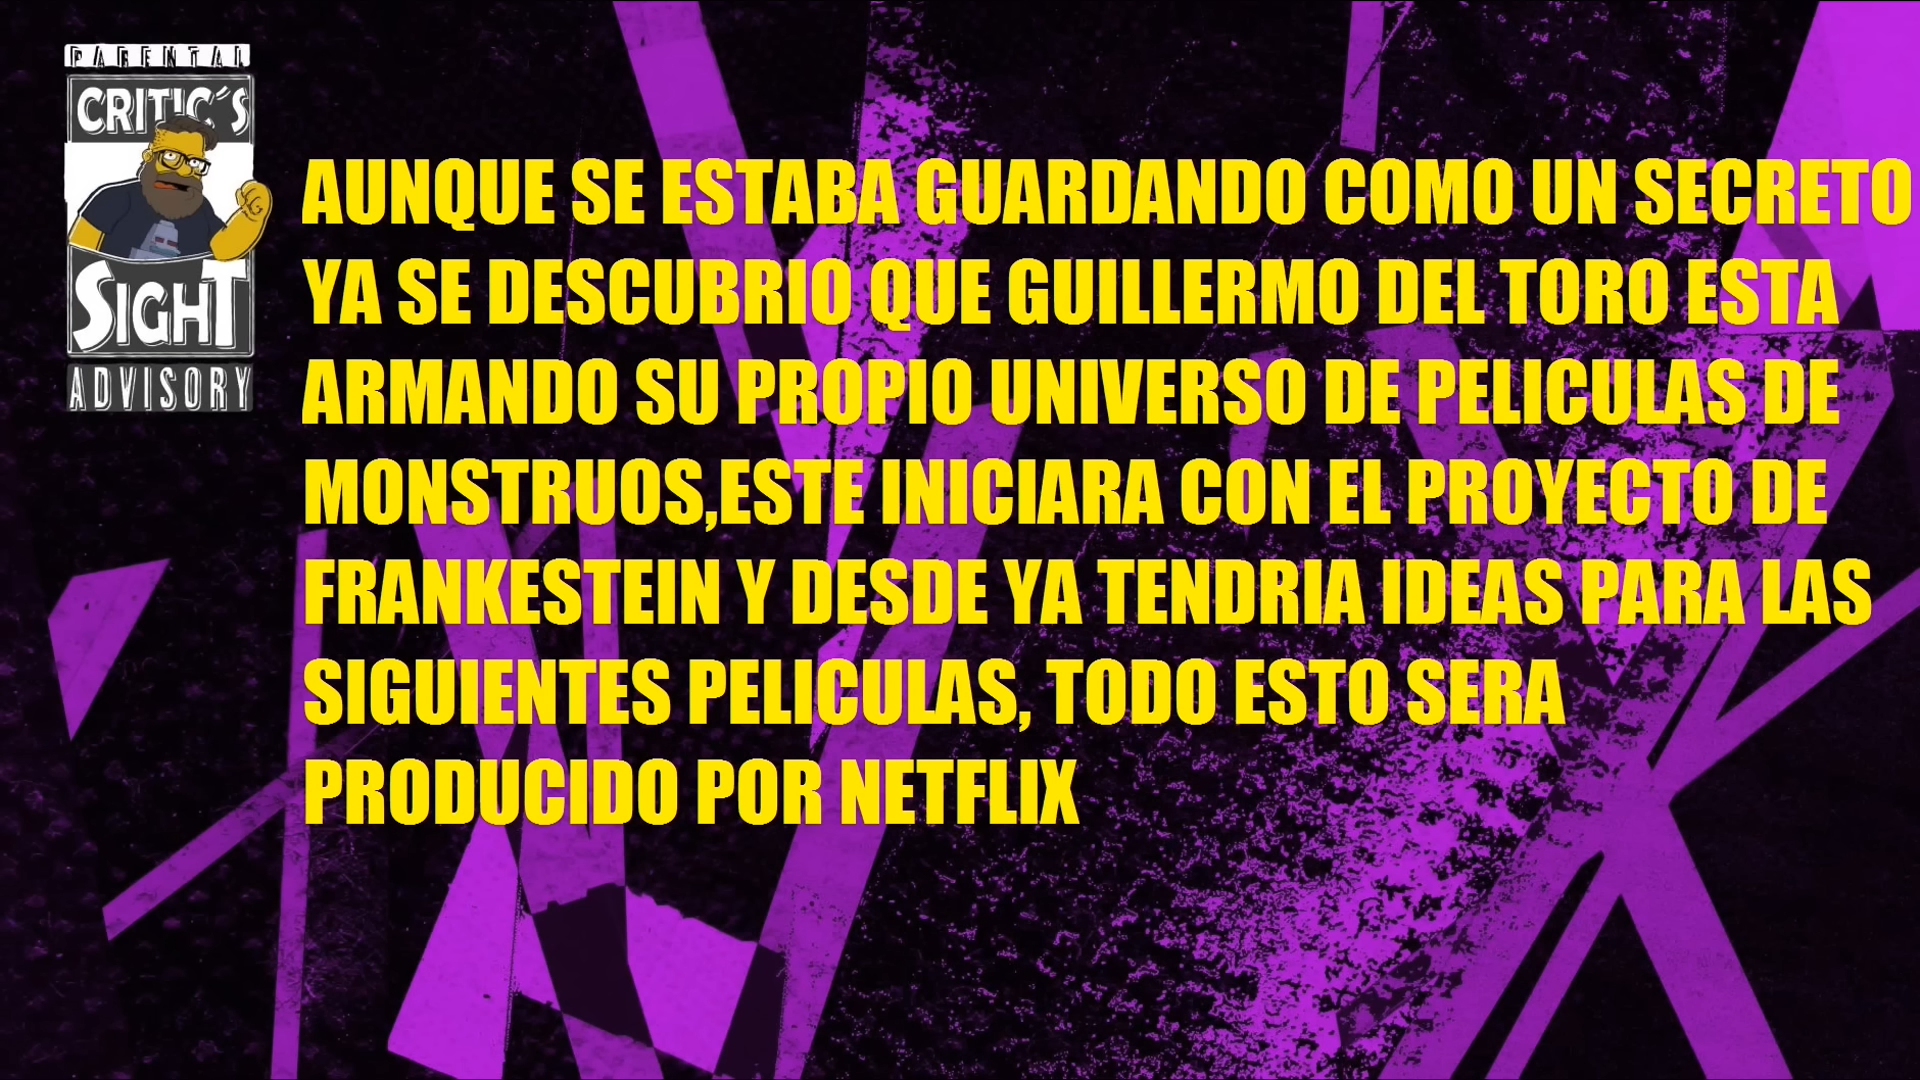 PARENTAL
CRITIC´S
SIGHT
ADVISORY
AUNQUE SE ESTABA GUARDANDO COMO UN SECRETO
YA SE DESCUBRIO QUE GUILLERMO DEL TORO ESTA
ARMANDO SU PROPIO UNIVERSO DE PELICULAS DE
MONSTRUOS,ESTE INICIARA CON EL PROYECTO DE
FRANKESTEIN Y DESDE YA TENDRIA IDEAS PARA LAS
SIGUIENTES PELICULAS, TODO ESTO SERA
PRODUCIDO POR NETFLIX